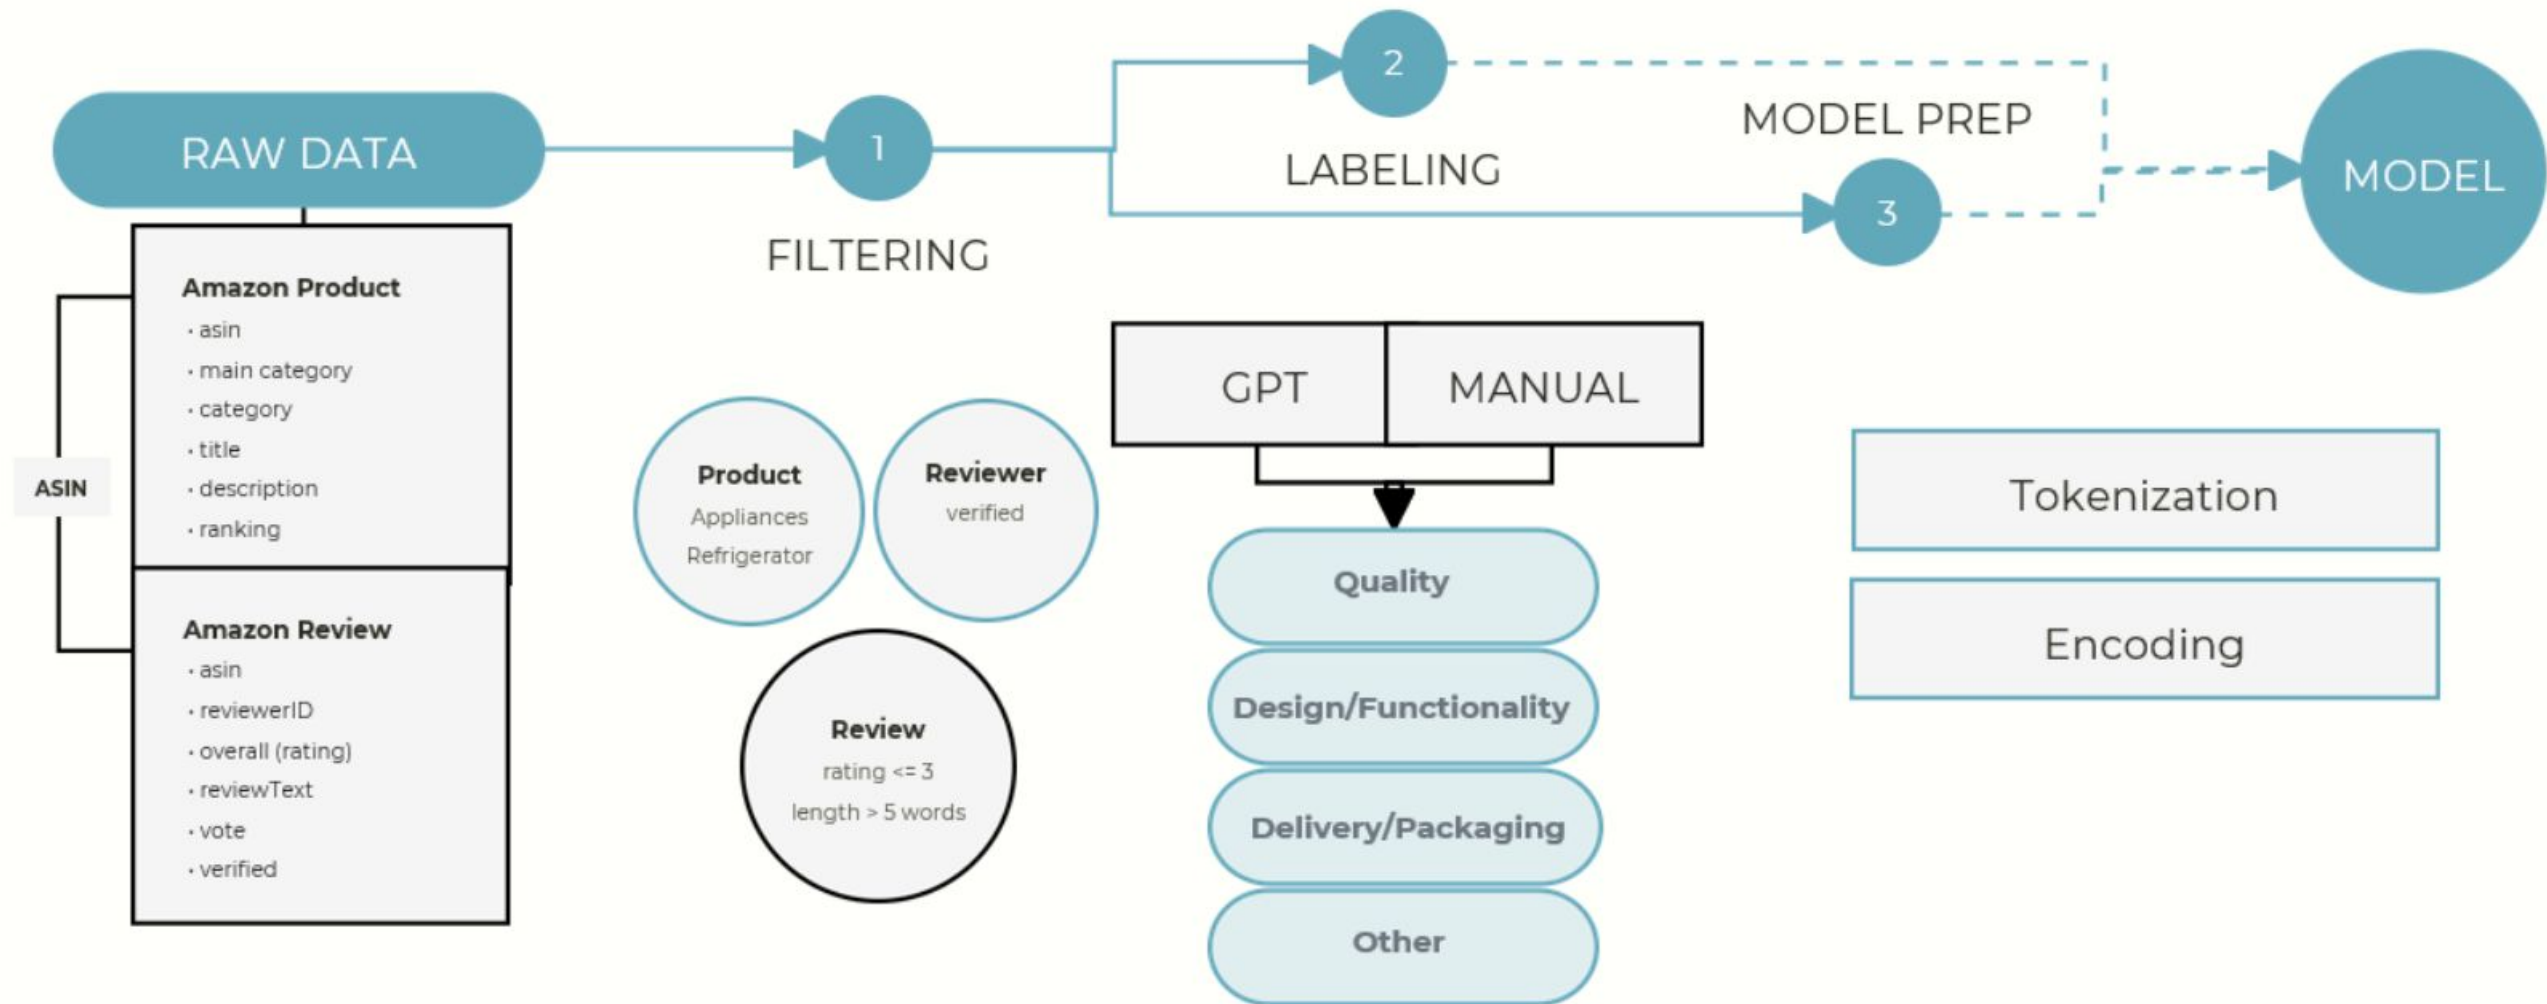 RAW DATA
1
2
3
MODEL
FILTERING
LABELING
MODEL PREP
ASIN
Amazon Product
· asin
· main category
· category
· title
· description
· ranking
Amazon Review
· asin
· reviewerID
· overall (rating)
· reviewText
· vote
· verified
Product
Appliances
Refrigerator
Reviewer
verified
Review
rating <= 3
length > 5 words
GPT
MANUAL
Quality
Design/Functionality
Delivery/Packaging
Other
Tokenization
Encoding